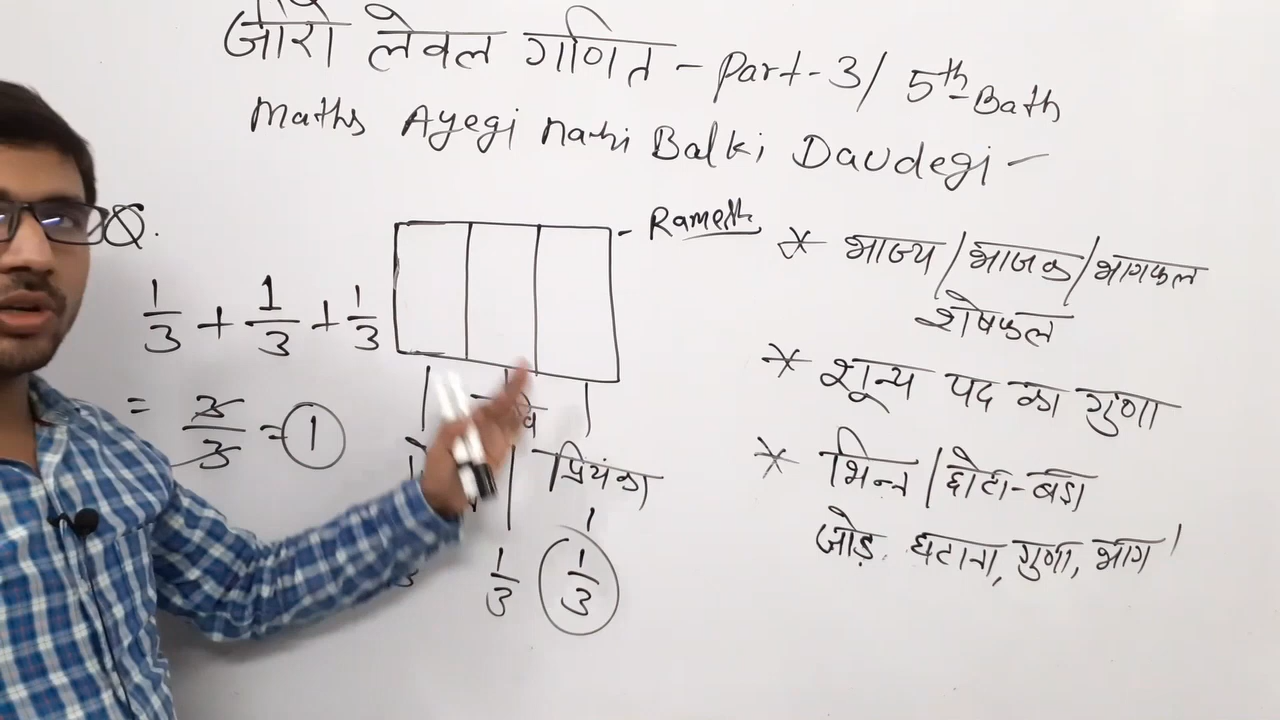 जीरो लेवल गणित - Part-3/ 5th Bath
Maths Ayegi Nahi Balki Daudegi -
Q.
1/3 + 1/3 + 1/3
= 3/3 = 1
- Ramesh
प्रियंका
1/3 1/3
* भाज्य / भाजक / भागफल
शेषफल
* शून्य पद का गुणा
* भिन्न / छोटा-बड़ा
जोड़ घटाना, गुणा, भाग